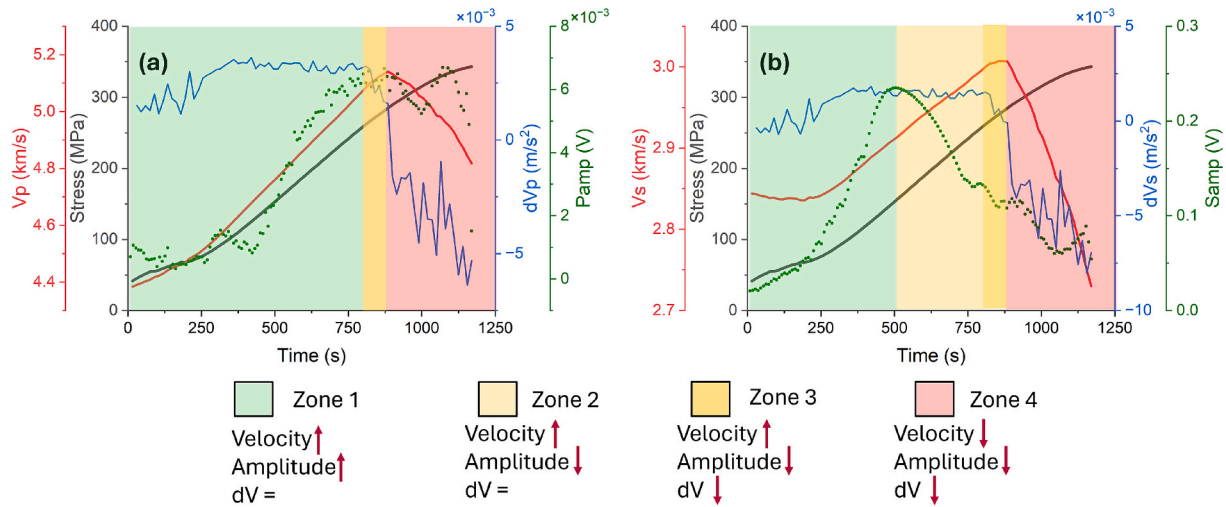 ×10⁻³ ×10⁻³
5.2 400 5 8
(a)
5.0 300 0 6
4.8 200 4
4.6 100 −5 2
4.4 0 0
Vp (km/s) Stress (MPa) dVp (m/s²) Pamp (V)
0 250 500 750 1000 1250
Time (s)
×10⁻³
3.0 400 5 0.3
(b)
2.9 300 0 0.2
2.8 200 −5 0.1
2.7 100 −10 0.0
0
Vs (km/s) Stress (MPa) dVs (m/s²) Samp (V)
0 250 500 750 1000 1250
Time (s)
Zone 1
Velocity ↑
Amplitude ↑
dV =
Zone 2
Velocity ↑
Amplitude ↓
dV =
Zone 3
Velocity ↑
Amplitude ↓
dV ↓
Zone 4
Velocity ↓
Amplitude ↓
dV ↓